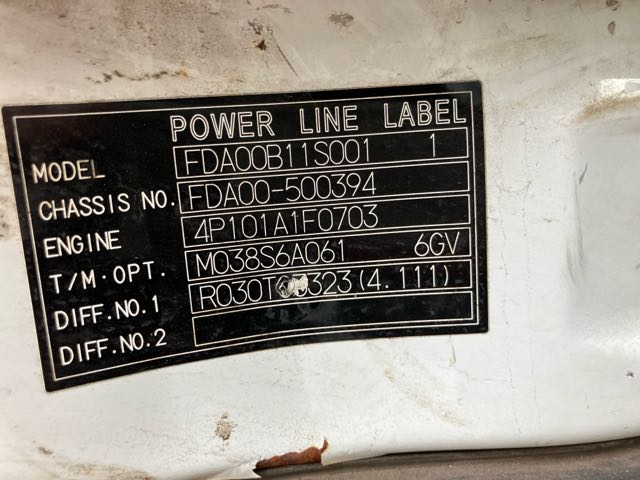 POWER LINE LABEL
MODEL FDA00B11S001 1
CHASSIS NO. FDA00-500394
ENGINE 4P101A1F0703
T/M·OPT. M038S6A061 6GV
DIFF.NO.1 (4.111)
DIFF.NO.2